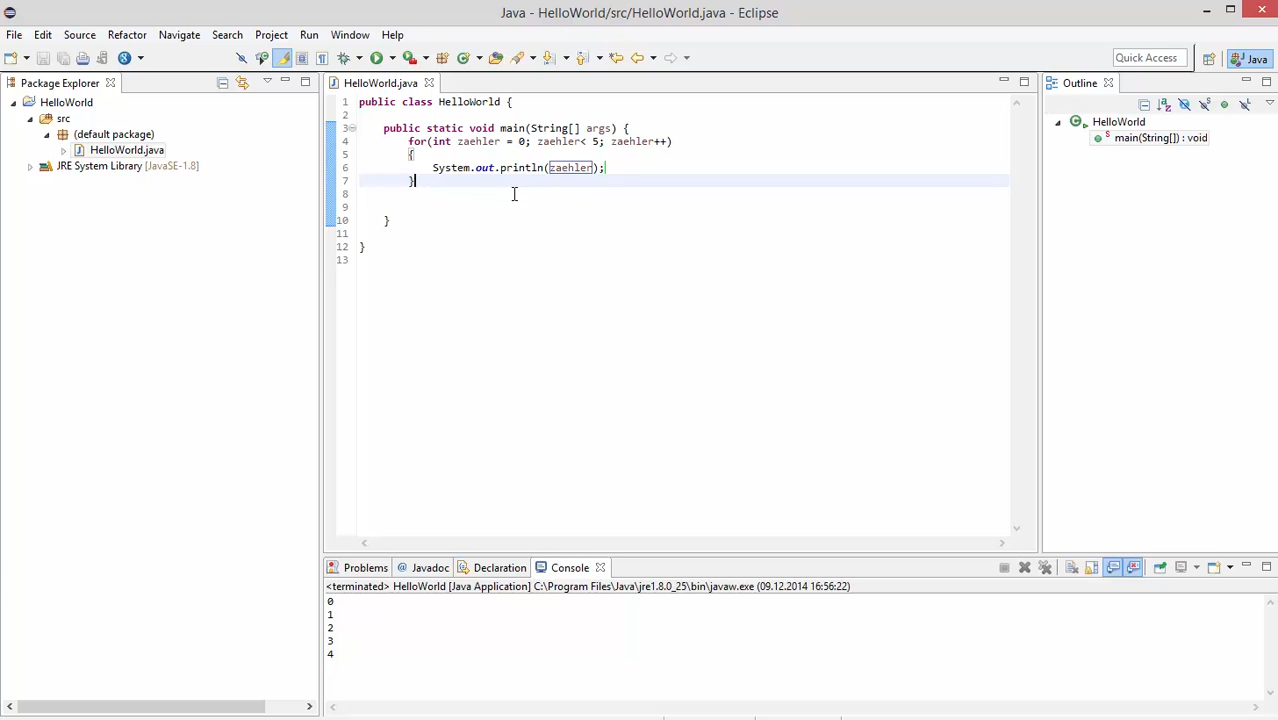 Java - HelloWorld/src/HelloWorld.java - Eclipse
File Edit Source Refactor Navigate Search Project Run Window Help
Quick Access
Java
Package Explorer
HelloWorld
src
(default package)
HelloWorld.java
JRE System Library [JavaSE-1.8]
HelloWorld.java
1 public class HelloWorld {
2
3 public static void main(String[] args) {
4 for(int zaehler = 0; zaehler< 5; zaehler++)
5 {
6 System.out.println(zaehler);
7 }
8
9
10 }
11
12 }
13
Outline
HelloWorld
main(String[]) : void
Problems Javadoc Declaration Console
<terminated> HelloWorld [Java Application] C:\Program Files\Java\jre1.8.0_25\bin\javaw.exe (09.12.2014 16:56:22)
0
1
2
3
4